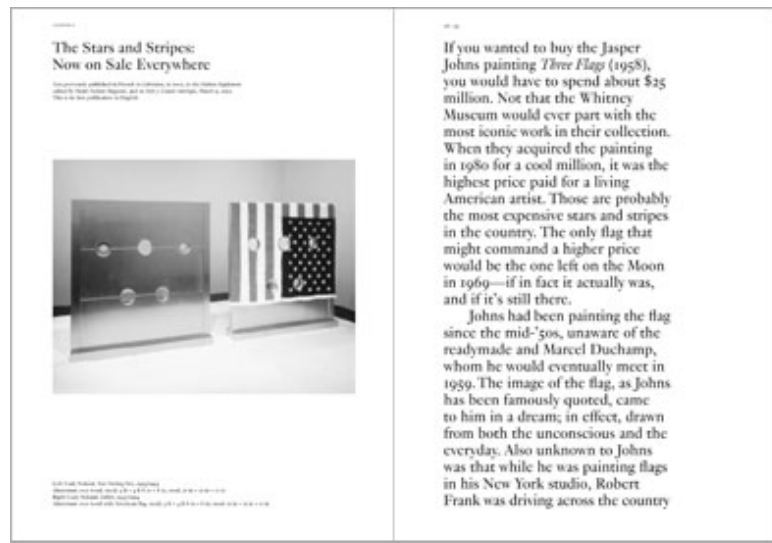 The Stars and Stripes:
Now on Sale Everywhere
This is its first publication in English.
If you wanted to buy the Jasper
Johns painting Three Flags (1958),
you would have to spend about $25
million. Not that the Whitney
Museum would ever part with the
most iconic work in their collection.
When they acquired the painting
in 1980 for a cool million, it was the
highest price paid for a living
American artist. Those are probably
the most expensive stars and stripes
in the country. The only flag that
might command a higher price
would be the one left on the Moon
in 1969—if in fact it actually was,
and if it's still there.
Johns had been painting the flag
since the mid-'50s, unaware of the
readymade and Marcel Duchamp,
whom he would eventually meet in
1959. The image of the flag, as Johns
has been famously quoted, came
to him in a dream; in effect, drawn
from both the unconscious and the
everyday. Also unknown to Johns
was that while he was painting flags
in his New York studio, Robert
Frank was driving across the country